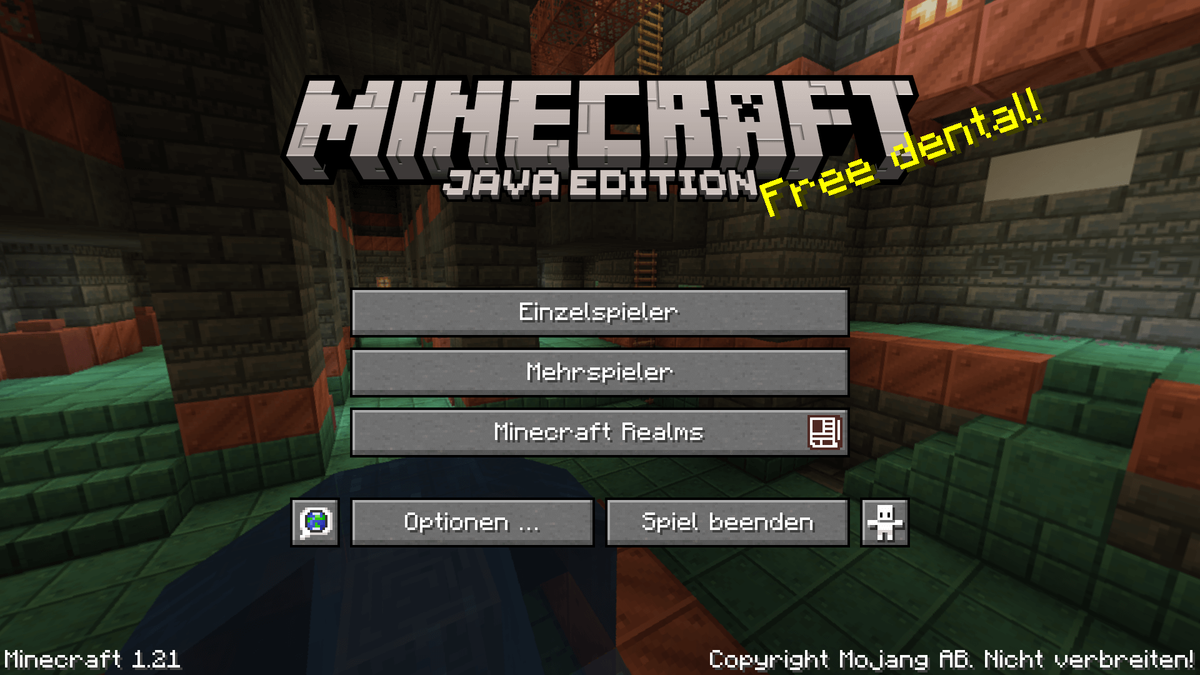 MINECRAFT
JAVA EDITION
Free dental!
Einzelspieler
Mehrspieler
Minecraft Realms
Optionen ...
Spiel beenden
Minecraft 1.21
Copyright Mojang AB. Nicht verbreiten!